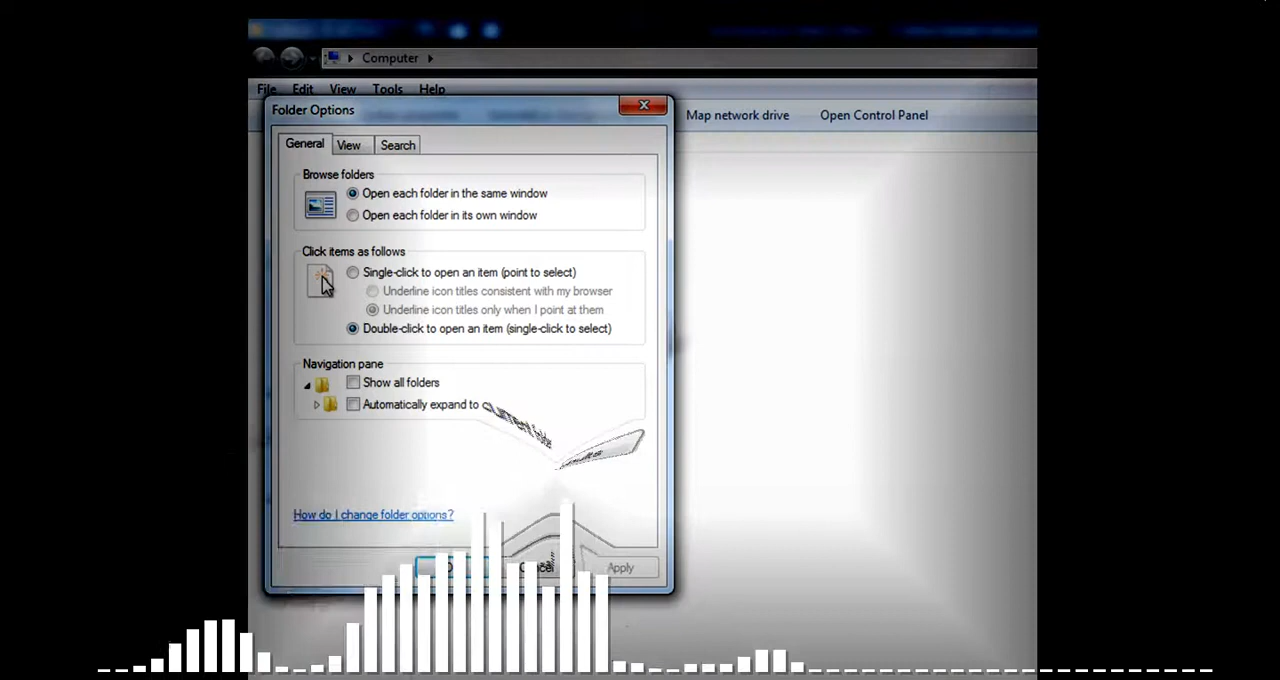 Computer
File Edit View Tools Help
Folder Options
Map network drive Open Control Panel
General View Search
Browse folders
Open each folder in the same window
Open each folder in its own window
Click items as follows
Single-click to open an item (point to select)
Underline icon titles consistent with my browser
Underline icon titles only when I point at them
Double-click to open an item (single-click to select)
Navigation pane
Show all folders
Automatically expand to
How do I change folder options?
Apply